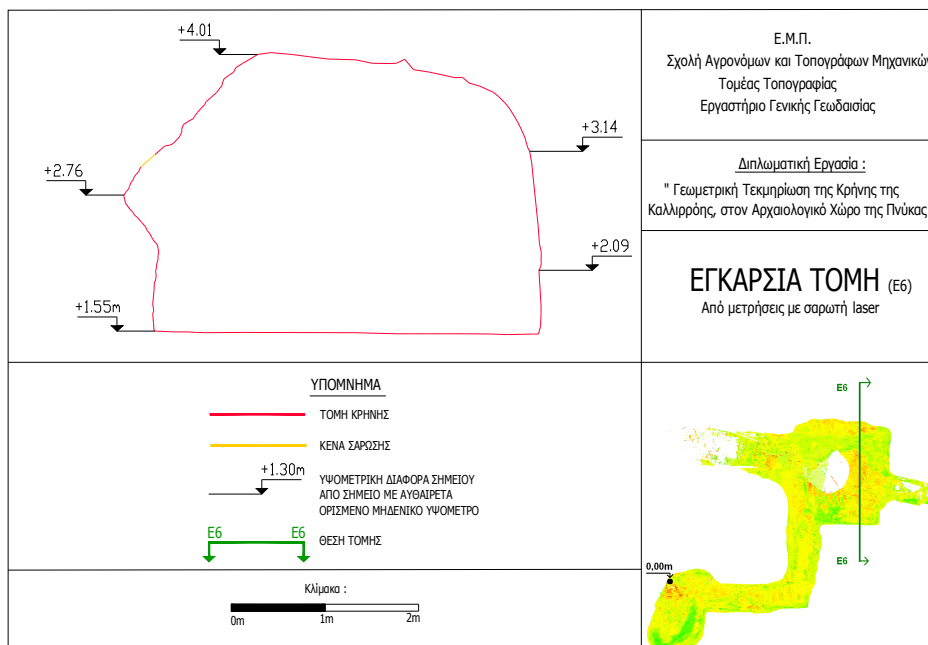 +4.01
+3.14
+2.76
+2.09
+1.55m
Ε.Μ.Π.
Σχολή Αγρονόμων και Τοπογράφων Μηχανικών
Τομέας Τοπογραφίας
Εργαστήριο Γενικής Γεωδαισίας
Διπλωματική Εργασία :
" Γεωμετρική Τεκμηρίωση της Κρήνης της
Καλλιρρόης, στον Αρχαιολογικό Χώρο της Πνύκας
ΕΓΚΑΡΣΙΑ ΤΟΜΗ (Ε6)
Από μετρήσεις με σαρωτή laser
ΥΠΟΜΝΗΜΑ
ΤΟΜΗ ΚΡΗΝΗΣ
ΚΕΝΑ ΣΑΡΩΣΗΣ
+1.30m
ΥΨΟΜΕΤΡΙΚΗ ΔΙΑΦΟΡΑ ΣΗΜΕΙΟΥ
ΑΠΟ ΣΗΜΕΙΟ ΜΕ ΑΥΘΑΙΡΕΤΑ
ΟΡΙΣΜΕΝΟ ΜΗΔΕΝΙΚΟ ΥΨΟΜΕΤΡΟ
Ε6 Ε6
ΘΕΣΗ ΤΟΜΗΣ
Κλίμακα :
0m 1m 2m
Ε6
Ε6
0,00m